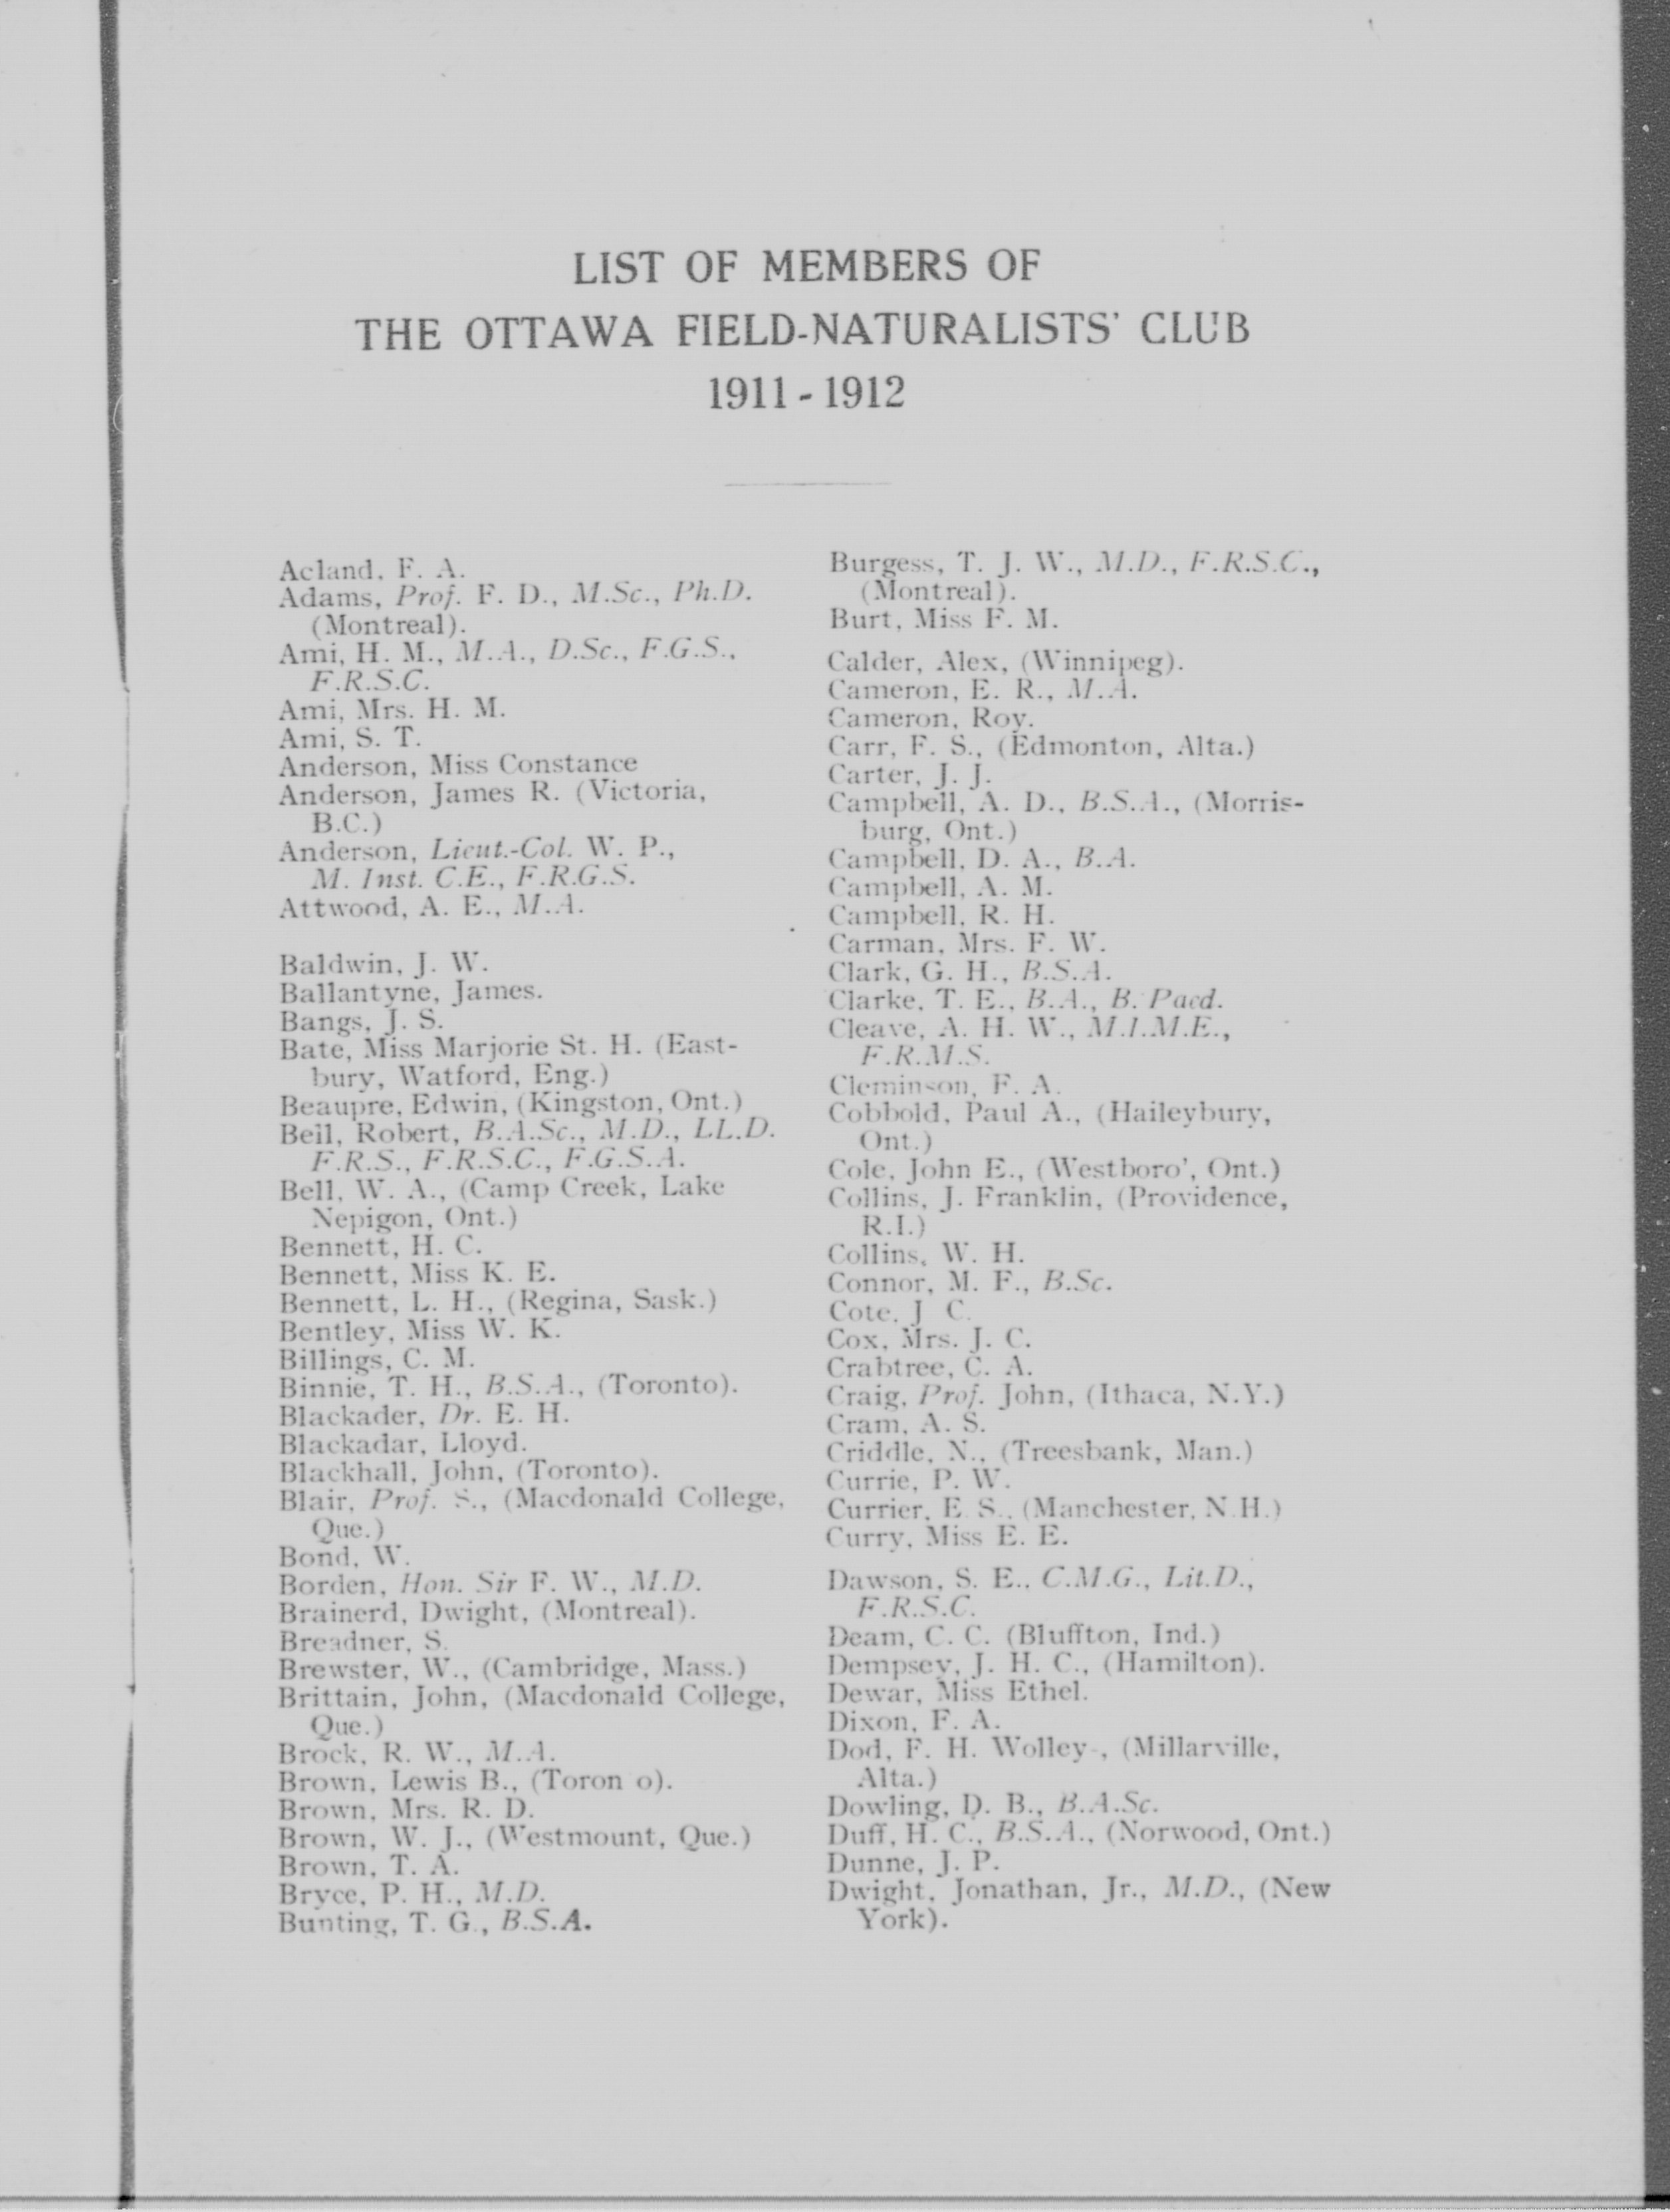 LIST OF MEMBERS OF
THE OTTAWA FIELD-NATURALISTS' CLUB
1911 - 1912
Acland, F. A.
Adams, Prof. F. D., M.Sc., Ph.D.
(Montreal).
Ami, H. M., M.A., D.Sc., F.G.S.,
F.R.S.C.
Ami, Mrs. H. M.
Ami, S. T.
Anderson, Miss Constance
Anderson, James R. (Victoria,
B.C.)
Anderson, Lieut.-Col. W. P.,
M. Inst. C.E., F.R.G.S.
Attwood, A. E., M.A.
Baldwin, J. W.
Ballantyne, James.
Bangs, J. S.
Bate, Miss Marjorie St. H. (East-
bury, Watford, Eng.)
Beaupre, Edwin, (Kingston, Ont.)
Bell, Robert, B.A.Sc., M.D., LL.D.
F.R.S., F.R.S.C., F.G.S.A.
Bell, W. A., (Camp Creek, Lake
Nepigon, Ont.)
Bennett, H. C.
Bennett, Miss K. E.
Bennett, L. H., (Regina, Sask.)
Bentley, Miss W. K.
Billings, C. M.
Binnie, T. H., B.S.A., (Toronto).
Blackader, Dr. E. H.
Blackadar, Lloyd.
Blackhall, John, (Toronto).
Blair, Prof. S., (Macdonald College,
Que.)
Bond, W.
Borden, Hon. Sir F. W., M.D.
Brainerd, Dwight, (Montreal).
Breadner, S.
Brewster, W., (Cambridge, Mass.)
Brittain, John, (Macdonald College,
Que.)
Brock, R. W., M.A.
Brown, Lewis B., (Toron o).
Brown, Mrs. R. D.
Brown, W. J., (Westmount, Que.)
Brown, T. A.
Bryce, P. H., M.D.
Bunting, T. G., B.S.A.
Burgess, T. J. W., M.D., F.R.S.C.,
(Montreal).
Burt, Miss F. M.
Calder, Alex, (Winnipeg).
Cameron, E. R., M.A.
Cameron, Roy.
Carr, F. S., (Edmonton, Alta.)
Carter, J. J.
Campbell, A. D., B.S.A., (Morris-
burg, Ont.)
Campbell, D. A., B.A.
Campbell, A. M.
Campbell, R. H.
Carman, Mrs. F. W.
Clark, G. H., B.S.A.
Clarke, T. E., B.A., B. Paed.
Cleave, A. H. W., M.I.M.E.,
F.R.M.S.
Cleminson, F. A.
Cobbold, Paul A., (Haileybury,
Ont.)
Cole, John E., (Westboro', Ont.)
Collins, J. Franklin, (Providence,
R.I.)
Collins, W. H.
Connor, M. F., B.Sc.
Cote, J C.
Cox, Mrs. J. C.
Crabtree, C. A.
Craig, Prof. John, (Ithaca, N.Y.)
Cram, A. S.
Criddle, N., (Treesbank, Man.)
Currie, P. W.
Currier, E. S., (Manchester, N.H.)
Curry, Miss E. E.
Dawson, S. E., C.M.G., Lit.D.,
F.R.S.C.
Deam, C. C. (Bluffton, Ind.)
Dempsey, J. H. C., (Hamilton).
Dewar, Miss Ethel.
Dixon, F. A.
Dod, F. H. Wolley-, (Millarville,
Alta.)
Dowling, D. B., B.A.Sc.
Duff, H. C., B.S.A., (Norwood, Ont.)
Dunne, J. P.
Dwight, Jonathan, Jr., M.D., (New
York).